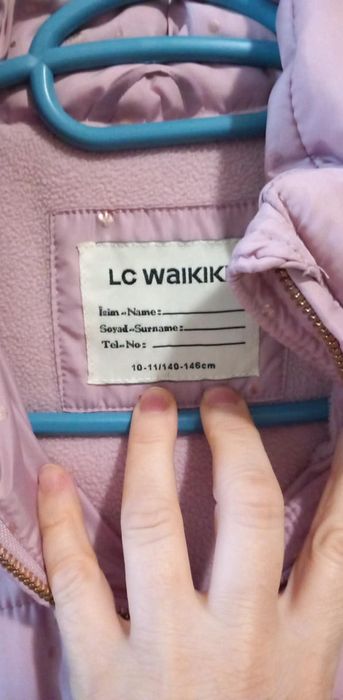 LC WAIKIKI
İsim-Name:
Soyad-Surname:
Tel-No:
10-11/140-146cm